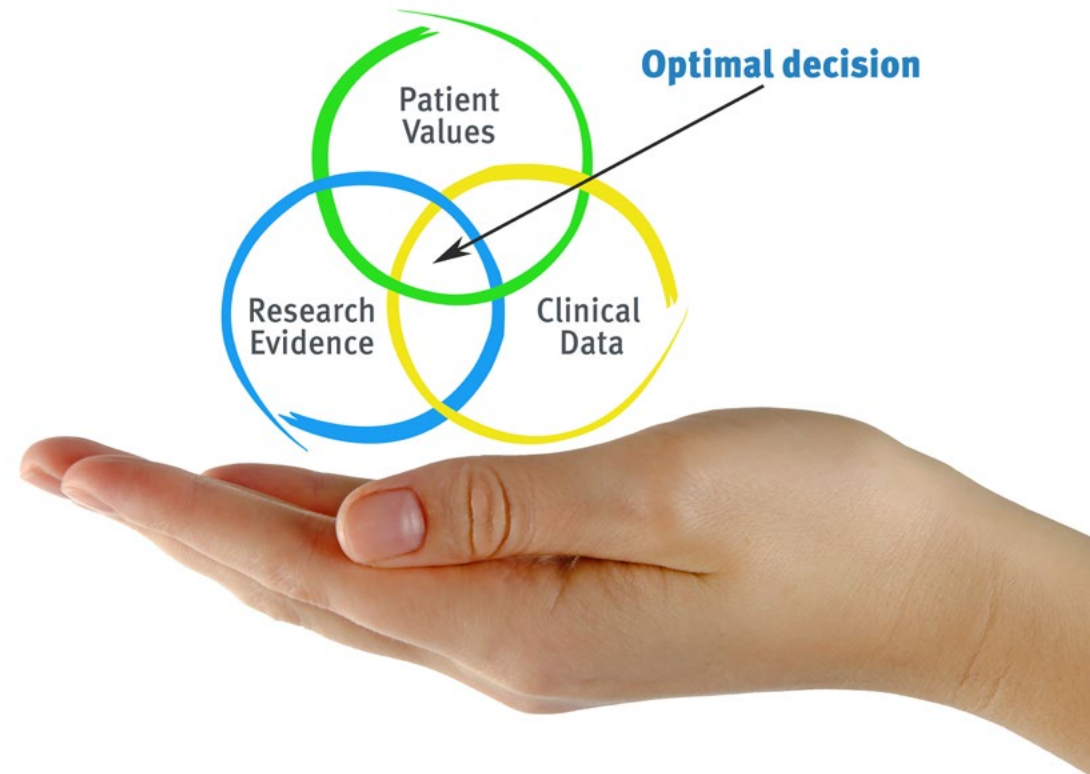 Optimal decision
Patient
Values
Research
Evidence
Clinical
Data